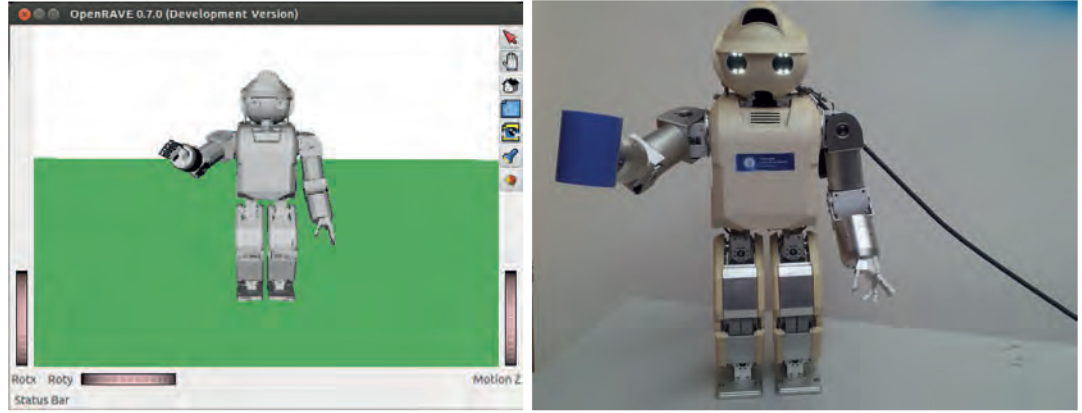 OpenRAVE 0.7.0 (Development Version)
Rotx Roty
Motion Z
Status Bar